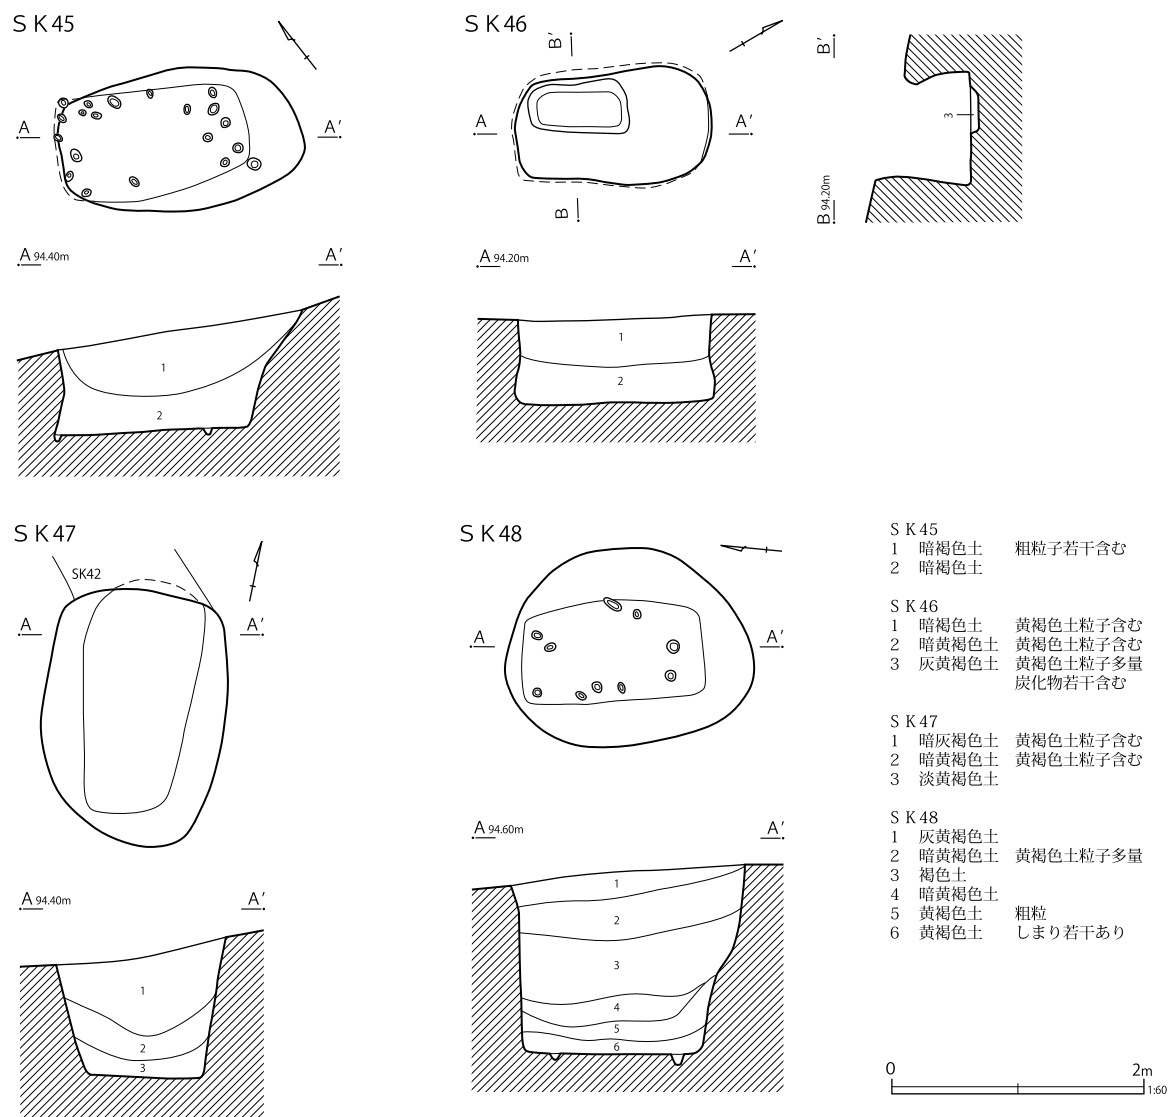 ＳＫ45
A
A′
A 94.40m
A′
1
2
ＳＫ46
B′
A
A′
B
B′
3
B 94.20m
A 94.20m
A′
1
2
ＳＫ47
SK42
A
A′
A 94.40m
A′
1
2
3
ＳＫ48
A
A′
A 94.60m
A′
1
2
3
4
5
6
ＳＫ45
1 暗褐色土 粗粒子若干含む
2 暗褐色土
ＳＫ46
1 暗褐色土 黄褐色土粒子含む
2 暗黄褐色土 黄褐色土粒子含む
3 灰黄褐色土 黄褐色土粒子多量
炭化物若干含む
ＳＫ47
1 暗灰褐色土 黄褐色土粒子含む
2 暗黄褐色土 黄褐色土粒子含む
3 淡黄褐色土
ＳＫ48
1 灰黄褐色土
2 暗黄褐色土 黄褐色土粒子多量
3 褐色土
4 暗黄褐色土
5 黄褐色土 粗粒
6 黄褐色土 しまり若干あり
0 2m
1:60